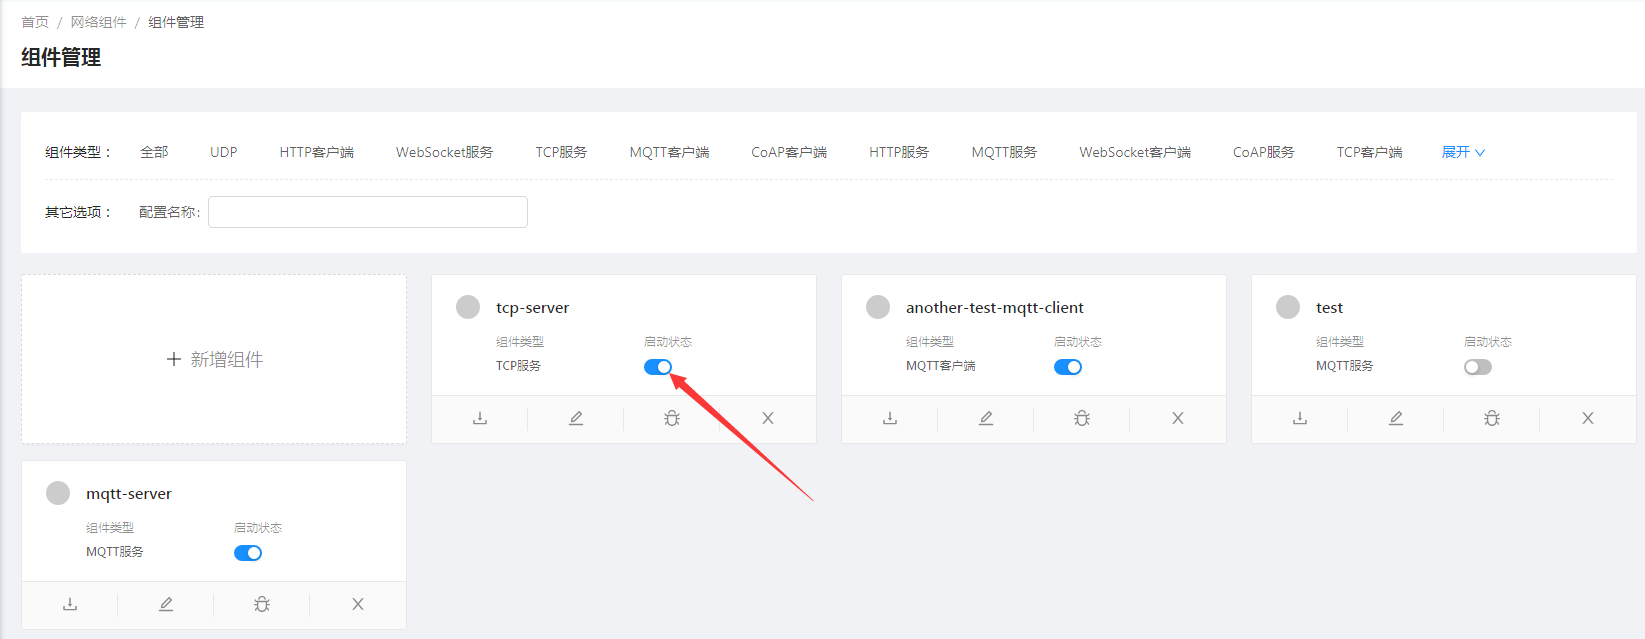 首页 / 网络组件 / 组件管理
组件管理
组件类型： 全部 UDP HTTP客户端 WebSocket服务 TCP服务 MQTT客户端 CoAP客户端 HTTP服务 MQTT服务 WebSocket客户端 CoAP服务 TCP客户端 展开
其它选项： 配置名称:
+ 新增组件
tcp-server
组件类型 启动状态
TCP服务
another-test-mqtt-client
组件类型 启动状态
MQTT客户端
test
组件类型 启动状态
MQTT服务
mqtt-server
组件类型 启动状态
MQTT服务